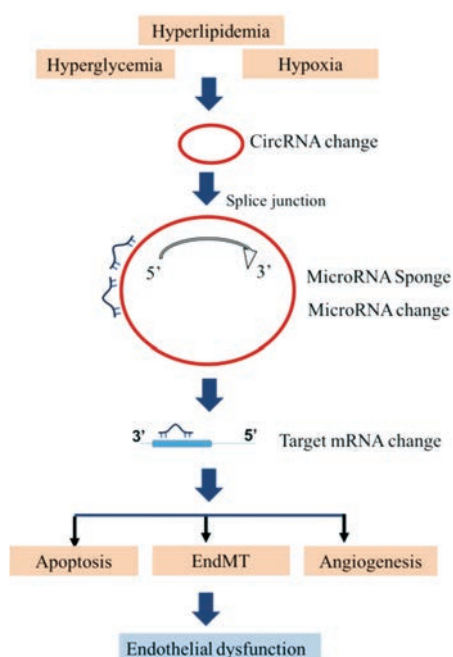 Hyperlipidemia
Hyperglycemia
Hypoxia
CircRNA change
Splice junction
5’
3’
MicroRNA Sponge
MicroRNA change
3’
5’
Target mRNA change
Apoptosis
EndMT
Angiogenesis
Endothelial dysfunction